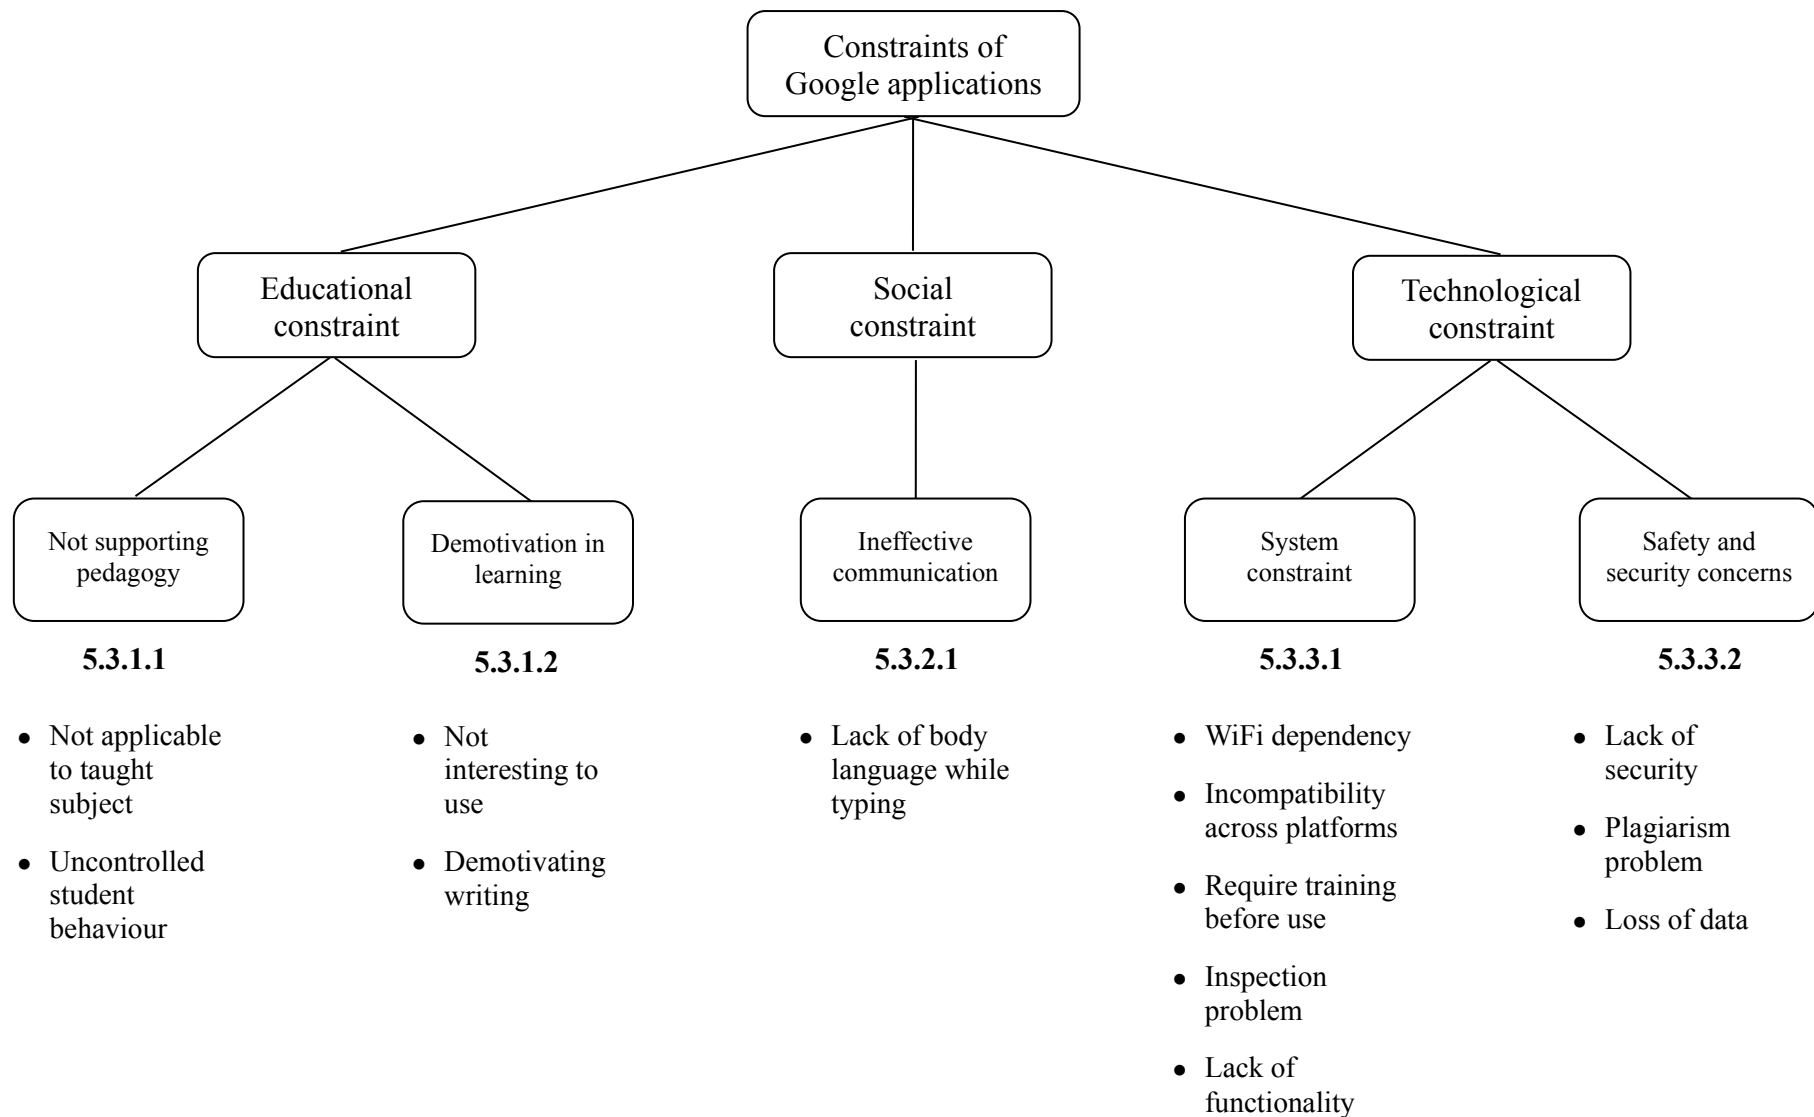 Constraints of
Google applications
Educational
constraint
Social
constraint
Technological
constraint
Not supporting
pedagogy
Demotivation in
learning
Ineffective
communication
System
constraint
Safety and
security concerns
5.3.1.1
5.3.1.2
5.3.2.1
5.3.3.1
5.3.3.2
• Not applicable
to taught
subject
• Uncontrolled
student
behaviour
• Not
interesting to
use
• Demotivating
writing
• Lack of body
language while
typing
• WiFi dependency
• Incompatibility
across platforms
• Require training
before use
• Inspection
problem
• Lack of
functionality
• Lack of
security
• Plagiarism
problem
• Loss of data